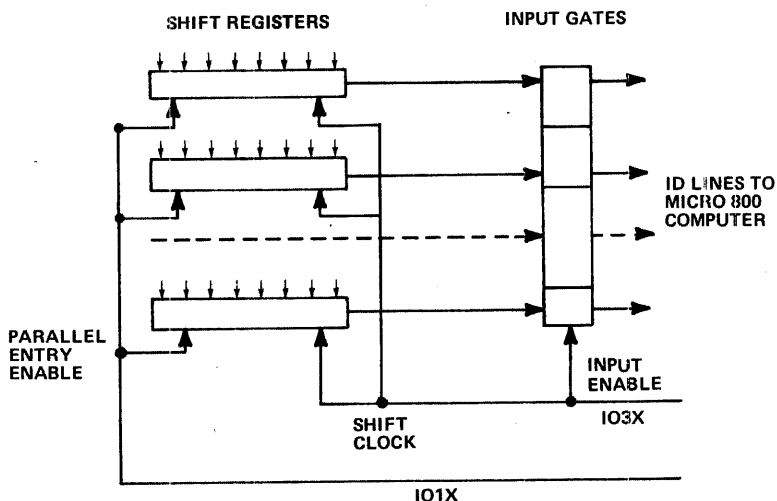 SHIFT REGISTERS
INPUT GATES
ID LINES TO
MICRO 800
COMPUTER
PARALLEL
ENTRY
ENABLE
INPUT
ENABLE
SHIFT
CLOCK
IO3X
IO1X